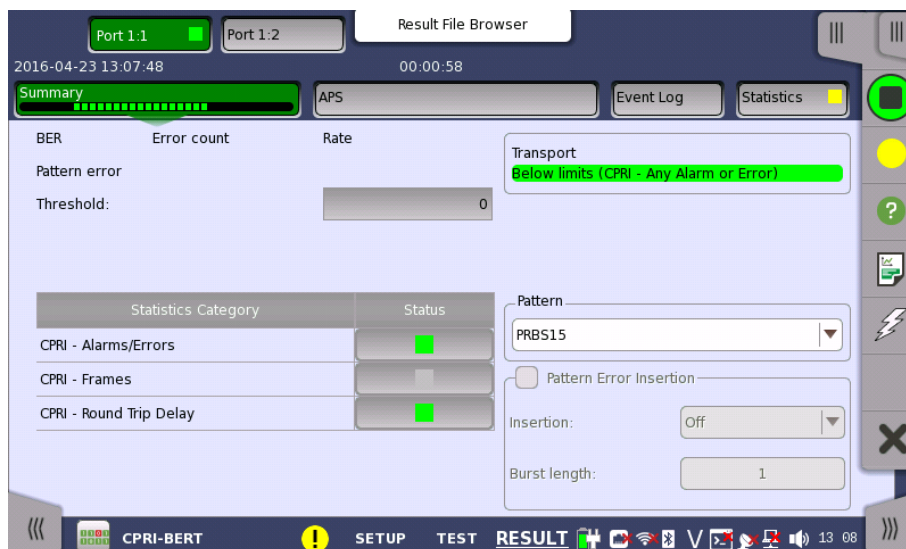 Result File Browser
Port 1:1
Port 1:2
2016-04-23 13:07:48
00:00:58
Summary
APS
Event Log
Statistics
BER
Error count
Rate
Pattern error
Threshold:
0
Transport
Below limits (CPRI - Any Alarm or Error)
Statistics Category
Status
CPRI - Alarms/Errors
CPRI - Frames
CPRI - Round Trip Delay
Pattern
PRBS15
Pattern Error Insertion
Insertion:
Off
Burst length:
1
CPRI-BERT
SETUP
TEST
RESULT
13 08